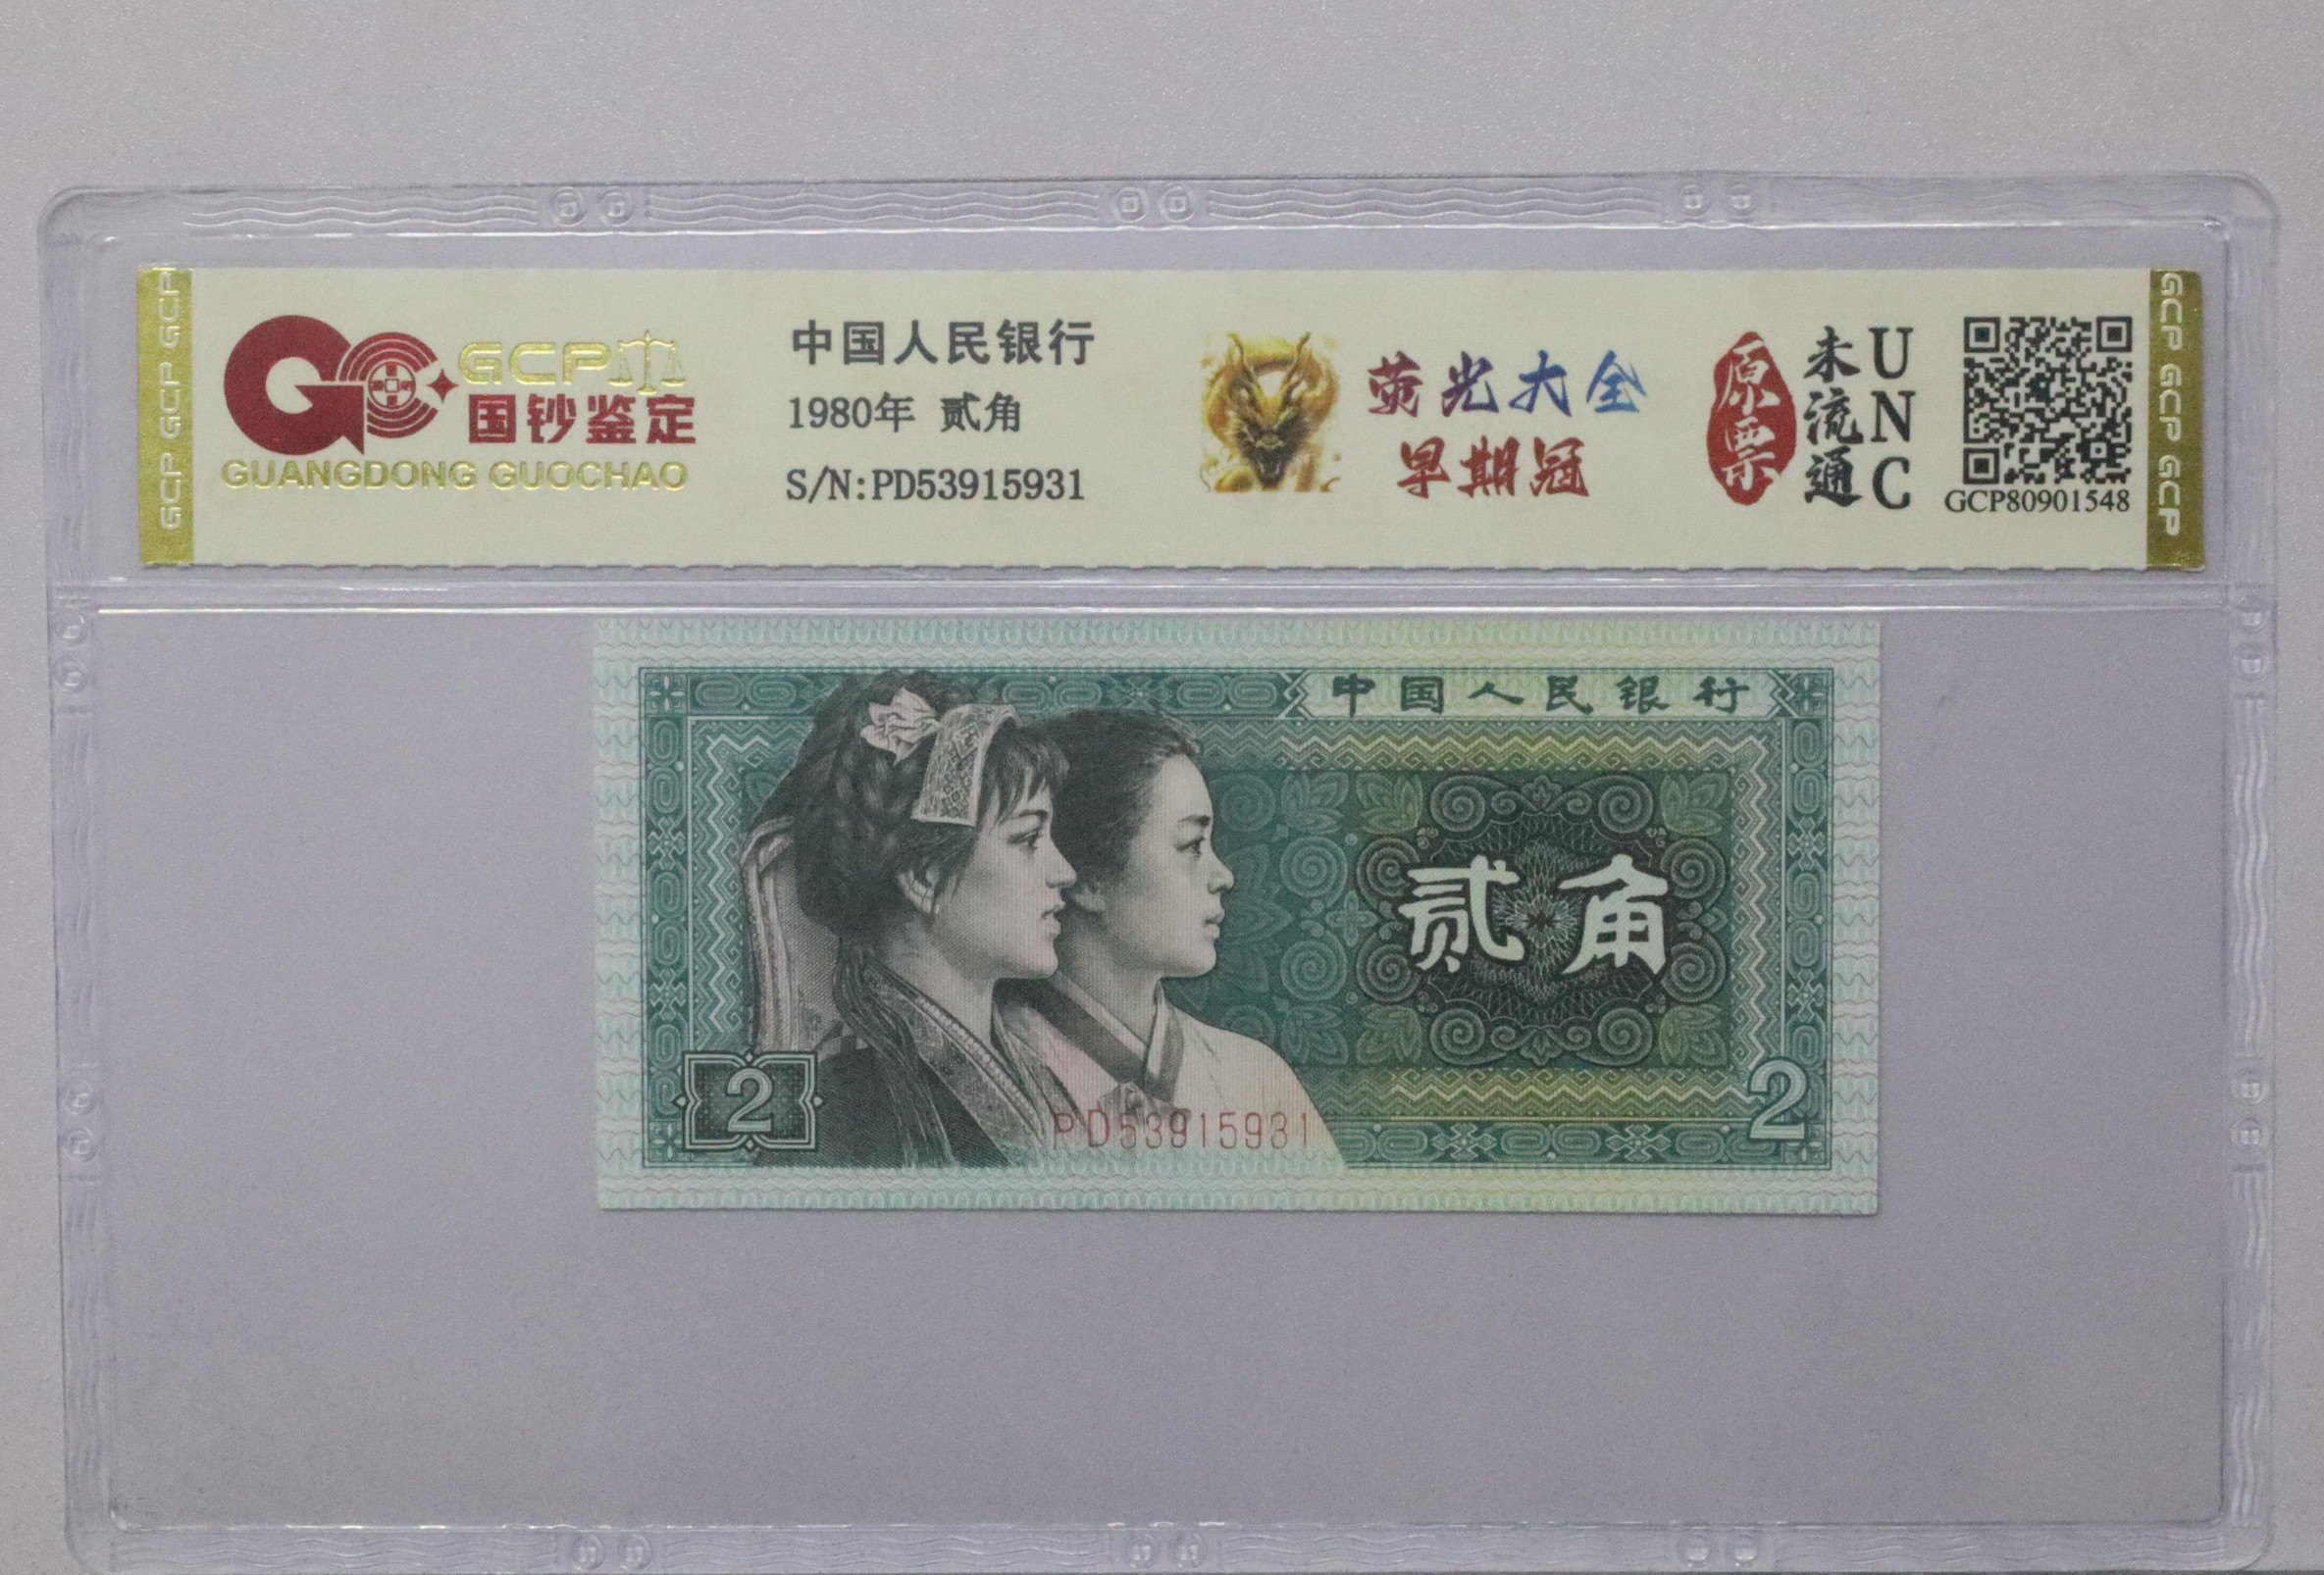 GCP GCP GCP
GCP
国钞鉴定
GUANGDONG GUOCHAO
中国人民银行
1980年 贰角
S/N:PD53915931
荧光大全
早期冠
原票
未流通
UNC
GCP80901548
GCP GCP GCP
中国人民银行
贰角
2
PD53915931
2